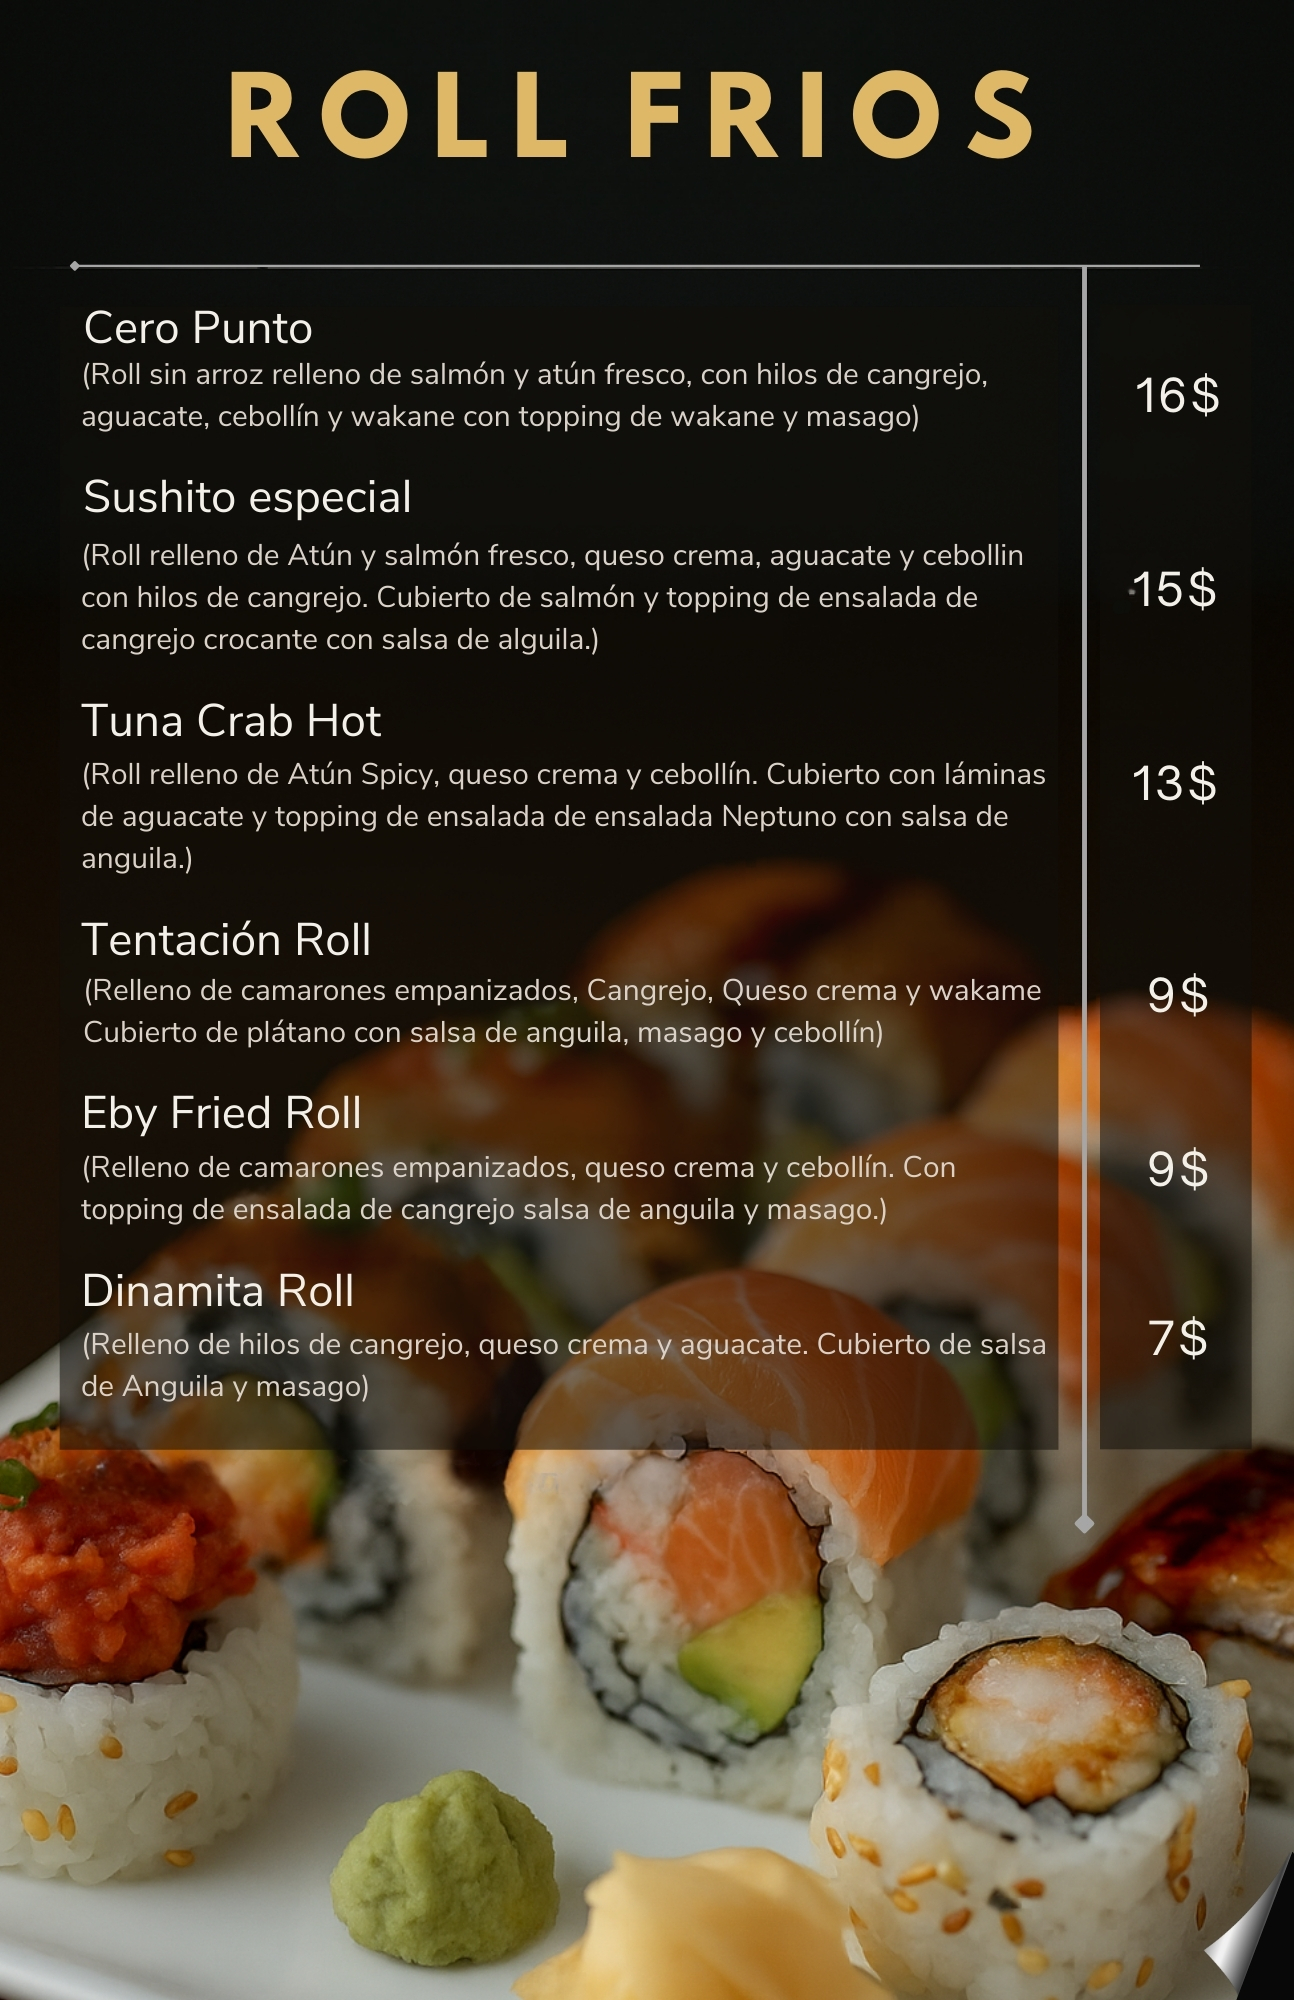 ROLL FRIOS
Cero Punto
(Roll sin arroz relleno de salmón y atún fresco, con hilos de cangrejo,
aguacate, cebollín y wakane con topping de wakane y masago)
16$
Sushito especial
(Roll relleno de Atún y salmón fresco, queso crema, aguacate y cebollin
con hilos de cangrejo. Cubierto de salmón y topping de ensalada de
cangrejo crocante con salsa de alguila.)
15$
Tuna Crab Hot
(Roll relleno de Atún Spicy, queso crema y cebollín. Cubierto con láminas
de aguacate y topping de ensalada de ensalada Neptuno con salsa de
anguila.)
13$
Tentación Roll
(Relleno de camarones empanizados, Cangrejo, Queso crema y wakame
Cubierto de plátano con salsa de anguila, masago y cebollín)
9$
Eby Fried Roll
(Relleno de camarones empanizados, queso crema y cebollín. Con
topping de ensalada de cangrejo salsa de anguila y masago.)
9$
Dinamita Roll
(Relleno de hilos de cangrejo, queso crema y aguacate. Cubierto de salsa
de Anguila y masago)
7$